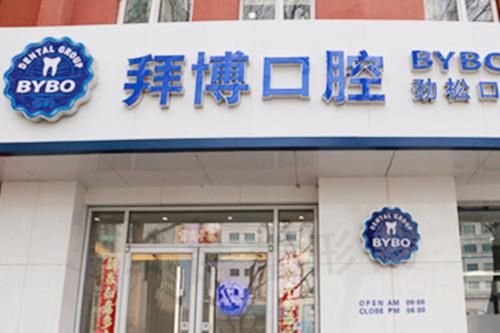 DENTAL GROUP
BYBO
拜博口腔
BYBO
劲松口
DENTAL GROUP
BYBO
OPEN AM 09:00
CLOSE PM 06:00